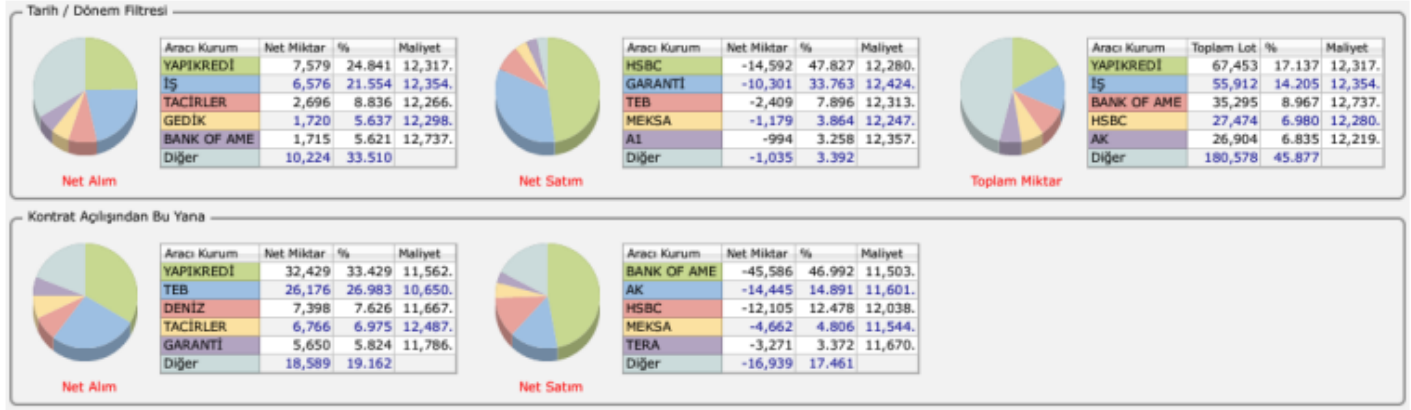 Tarih / Dönem Filtresi
Aracı Kurum Net Miktar % Maliyet
YAPIKREDİ 7,579 24.841 12,317.
İŞ 6,576 21.554 12,354.
TACİRLER 2,696 8.836 12,266.
GEDİK 1,720 5.637 12,298.
BANK OF AME 1,715 5.621 12,737.
Diğer 10,224 33.510
Net Alım
Aracı Kurum Net Miktar % Maliyet
HSBC -14,592 47.827 12,280.
GARANTİ -10,301 33.763 12,424.
TEB -2,409 7.896 12,313.
MEKSA -1,179 3.864 12,247.
A1 -994 3.258 12,357.
Diğer -1,035 3.392
Net Satım
Aracı Kurum Toplam Lot % Maliyet
YAPIKREDİ 67,453 17.137 12,317.
İŞ 55,912 14.205 12,354.
BANK OF AME 35,295 8.967 12,737.
HSBC 27,474 6.980 12,280.
AK 26,904 6.835 12,219.
Diğer 180,578 45.877
Toplam Miktar
Kontrat Açılışından Bu Yana
Aracı Kurum Net Miktar % Maliyet
YAPIKREDİ 32,429 33.429 11,562.
TEB 26,176 26.983 10,650.
DENİZ 7,398 7.626 11,667.
TACİRLER 6,766 6.975 12,487.
GARANTİ 5,650 5.824 11,786.
Diğer 18,589 19.162
Net Alım
Aracı Kurum Net Miktar % Maliyet
BANK OF AME -45,586 46.992 11,503.
AK -14,445 14.891 11,601.
HSBC -12,105 12.478 12,038.
MEKSA -4,662 4.806 11,544.
TERA -3,271 3.372 11,670.
Diğer -16,939 17.461
Net Satım